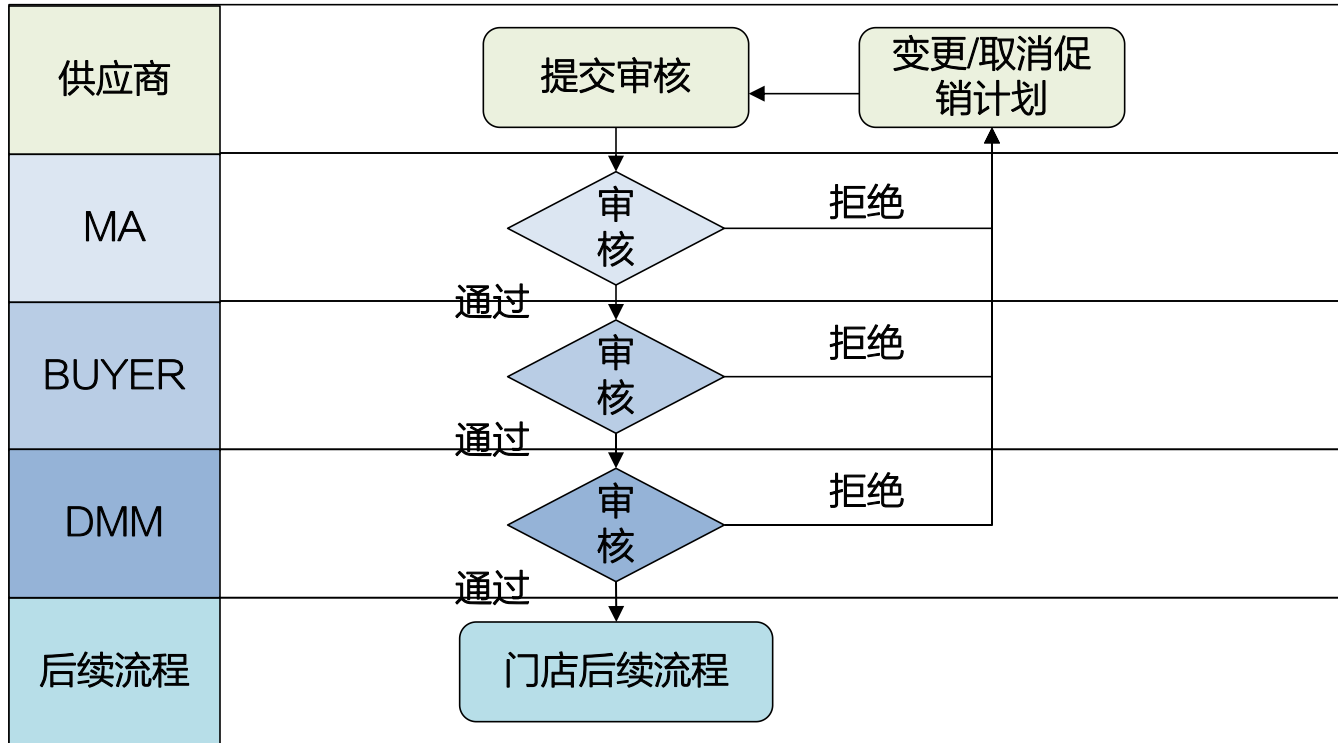 供应商
提交审核
变更/取消促
销计划
MA
审
核
拒绝
通过
BUYER
审
核
拒绝
通过
DMM
审
核
拒绝
通过
后续流程
门店后续流程